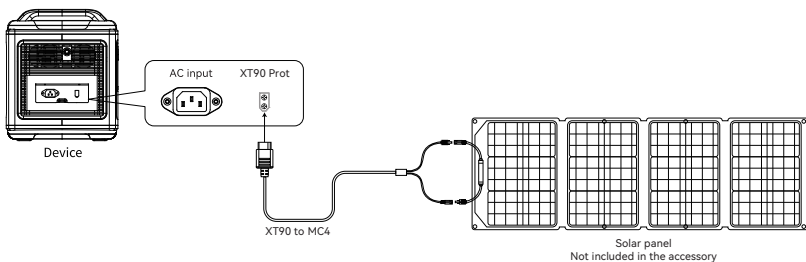 AC input
XT90 Prot
Device
XT90 to MC4
Solar panel
Not included in the accessory